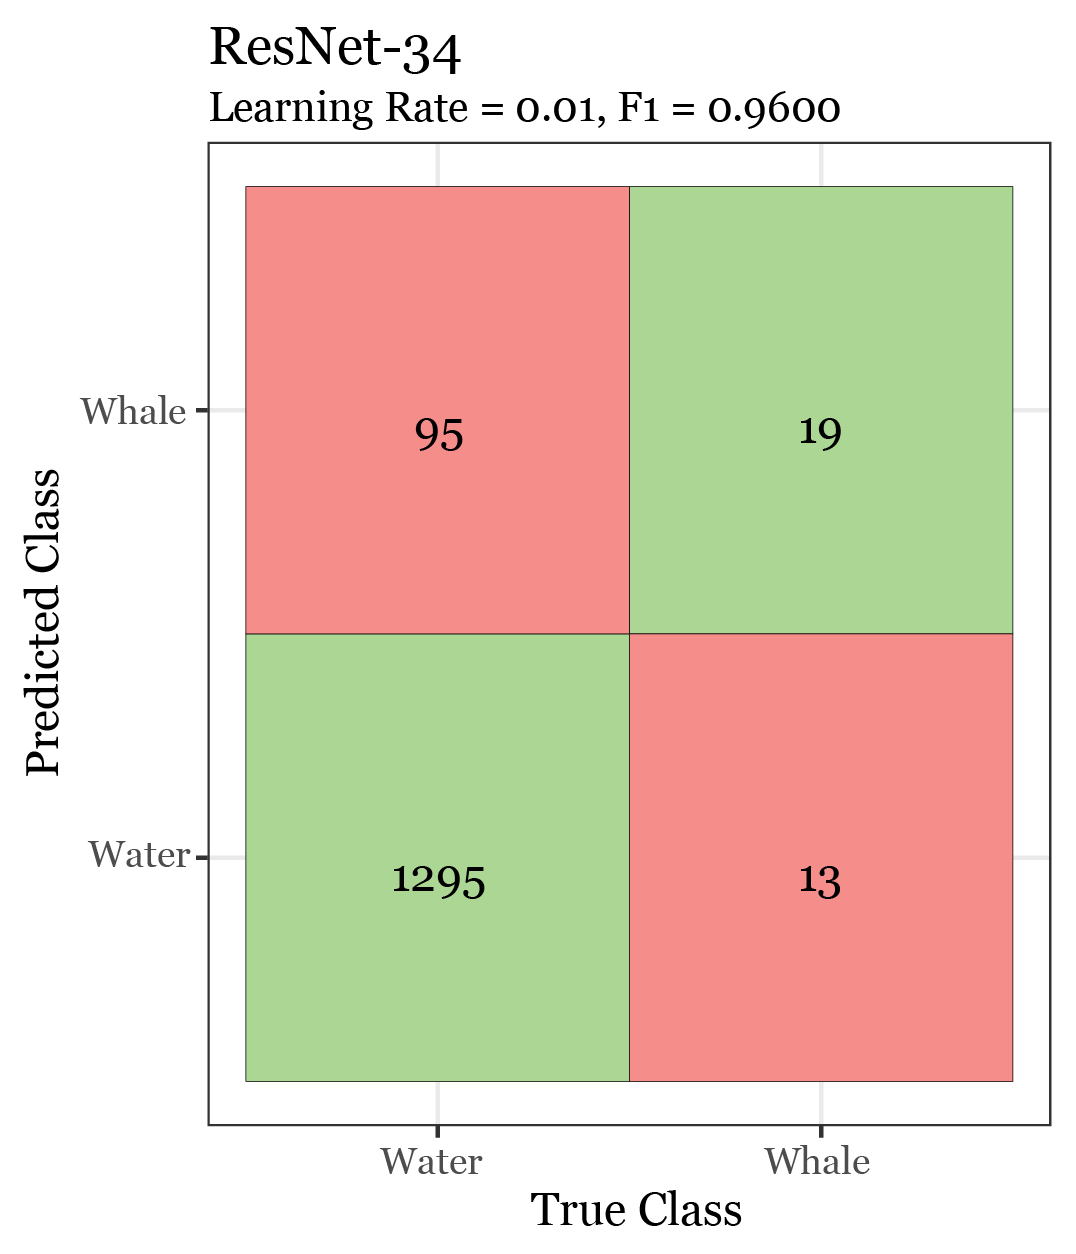 ResNet-34
Learning Rate = 0.01, F1 = 0.9600
Whale
95
19
Predicted Class
Water
1295
13
Water
Whale
True Class